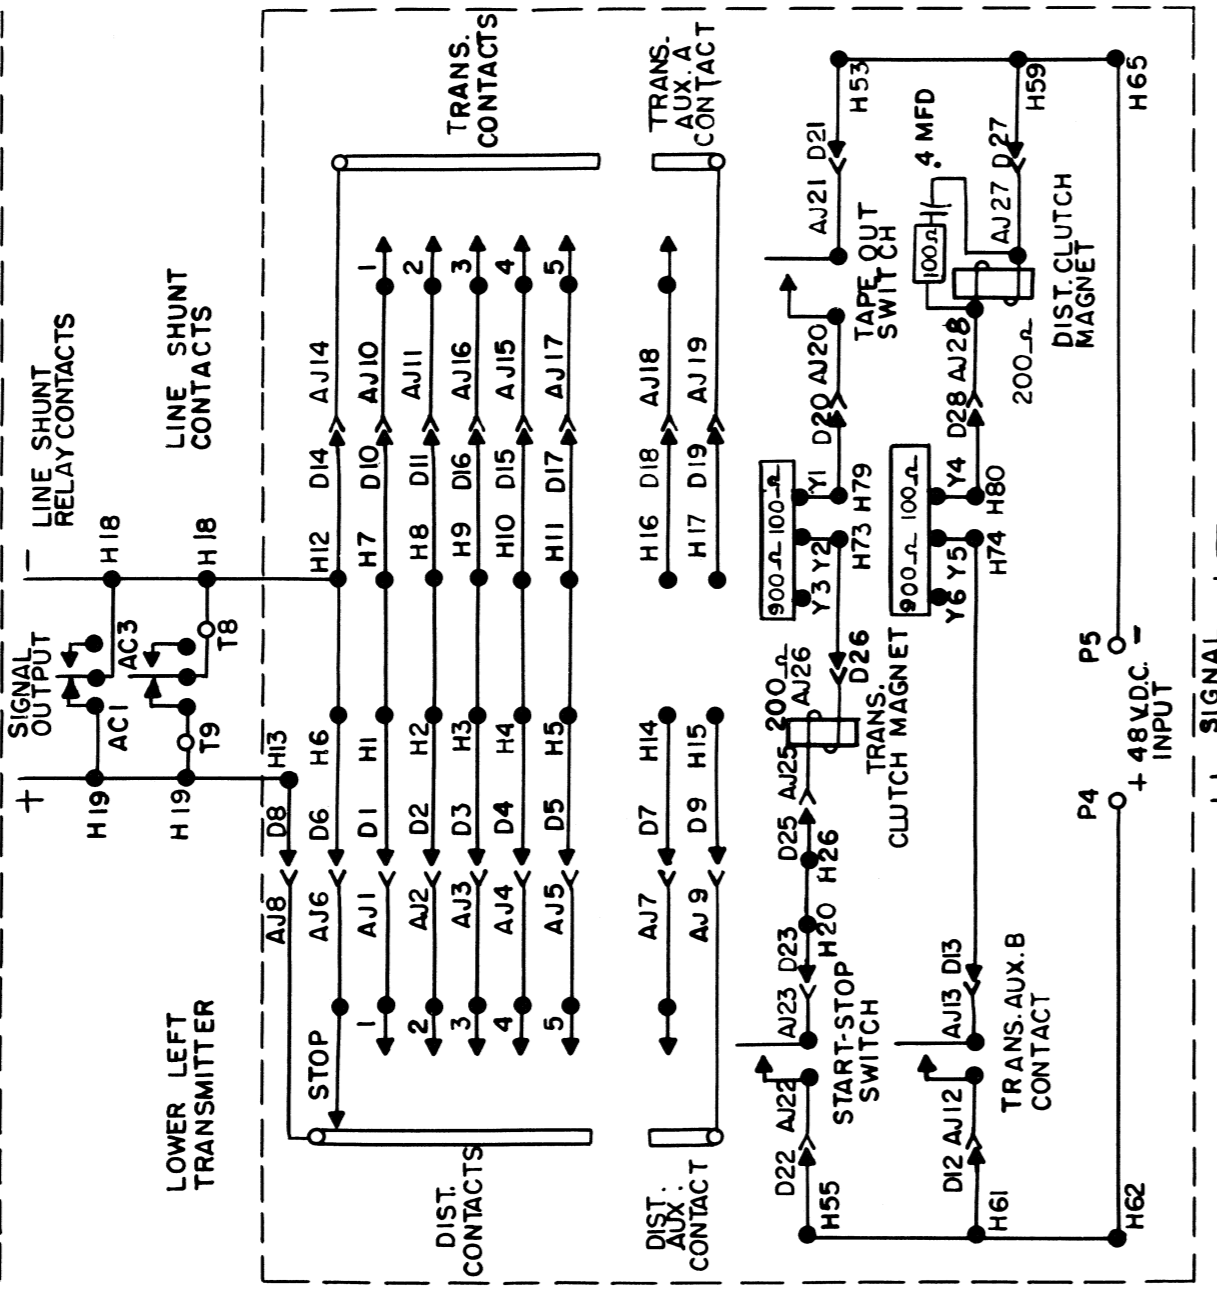 LOWER LEFT
TRANSMITTER
SIGNAL
OUTPUT
+
−
LINE SHUNT
RELAY CONTACTS
LINE SHUNT
CONTACTS
H19
AC1
AC3
H18
H19
T9
T8
H18
AJ8
D8
H13
STOP
AJ6
D6
H6
H12
D14
AJ14
1
AJ1
D1
H1
H7
D10
AJ10
1
2
AJ2
D2
H2
H8
D11
AJ11
2
3
AJ3
D3
H3
H9
D16
AJ16
3
4
AJ4
D4
H4
H10
D15
AJ15
4
5
AJ5
D5
H5
H11
D17
AJ17
5
DIST.
CONTACTS
TRANS.
CONTACTS
AJ7
D7
H14
H16
D18
AJ18
AJ9
D9
H15
H17
D19
AJ19
DIST.
AUX.
CONTACT
TRANS.
AUX. A
CONTACT
900Ω 100Ω
Y3
Y2
Y1
D22
AJ22
AJ23
D23
D25
AJ25
200Ω
AJ26
D20
AJ20
AJ21
D21
H55
H20
H26
D26
H73
H79
H53
START-STOP
SWITCH
TRANS.
CLUTCH MAGNET
TAPE OUT
SWITCH
900Ω 100Ω
100Ω
.4 MFD
Y6
Y5
Y4
D12
AJ12
AJ13
D13
D28
AJ28
AJ27
D27
H61
H74
H80
H59
TRANS. AUX. B
CONTACT
200Ω
DIST. CLUTCH
MAGNET
P4
P5
H62
H65
+ 48 V.D.C. −
INPUT
SIGNAL